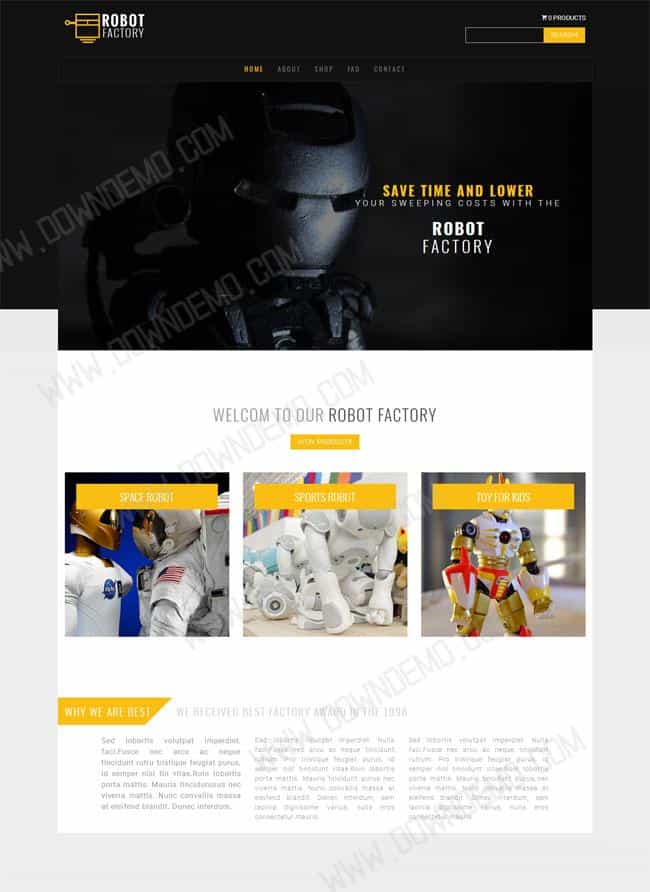 ROBOT
FACTORY
0 PRODUCTS
SEARCH
HOME ABOUT SHOP FAQ CONTACT
SAVE TIME AND LOWER
YOUR SWEEPING COSTS WITH THE
ROBOT
FACTORY
WELCOM TO OUR ROBOT FACTORY
PRODUCTS
SPACE ROBOT
SPORTS ROBOT
TOY FOR KIDS
WHY WE ARE BEST
WE RECEIVED BEST FACTORY AWARD IN THE 1998
Sed lobortis volutpat imperdiet.
faci.Fusce nec arcu ac neque
tincidunt rutru tristique feugiat purus,
id semper nisl tin vitae.Roin lobortis
porta mattis. Mauris tincidunsus nec
viverra mattis. Nunc convallis massa
at eleifend blandit. Donec interdum,
Sed lobortis volutpat imperdiet. Nulla
faci.Fusce nec arcu ac neque tincidunt
rutrum. Pro tristique feugiat purus, id
semper nisl tincidunt vitae.Roin lobortis
porta mattis. Mauris tincidunt purus nec
viverra mattis. Nunc convallis massa at
eleifend blandit. Donec interdum, sem
lacinia dignissime varius, nulla eros
consectetur mauris
Sed lobortis volutpat imperdiet. Nulla
faci.Fusce nec arcu ac neque tincidunt
rutrum. Pro tristique feugiat purus, id
semper nisl tincidunt vitae.Roin lobortis
porta mattis. Mauris tincidunt purus nec
viverra mattis. Nunc convallis massa at
eleifend blandit. Donec interdum, sem
lacinia dignissime varius, nulla eros
consectetur mauris
WWW.DOWNDEMO.COM